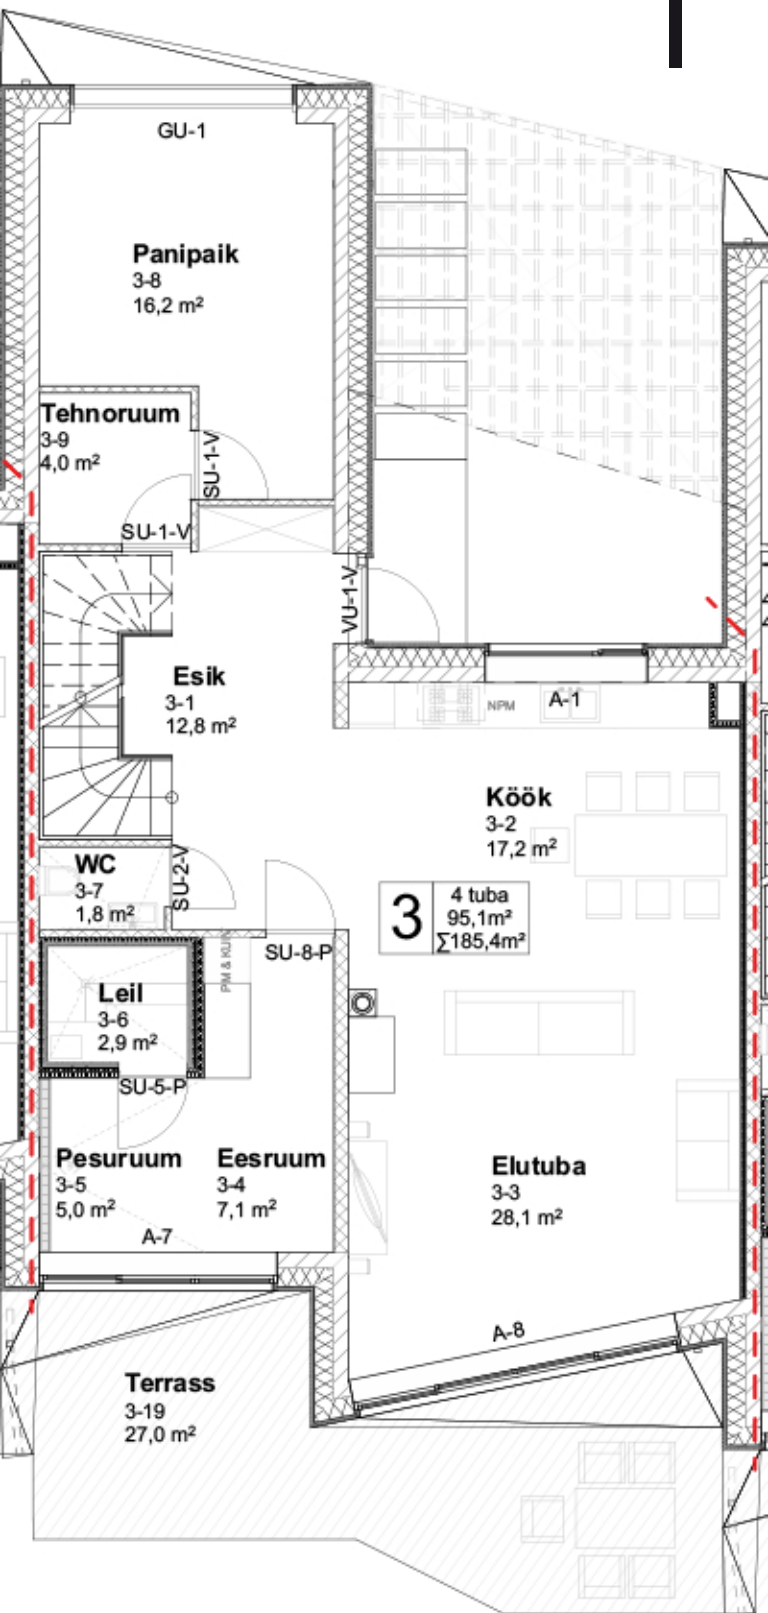 GU-1
Panipaik
3-8
16,2 m²
Tehnoruum
3-9
4,0 m²
SU-1-V
SU-1-V
VU-1-V
Esik
3-1
12,8 m²
NPM
A-1
Köök
3-2
17,2 m²
WC
3-7
1,8 m²
SU-2-V
3
4 tuba
95,1m²
∑185,4m²
SU-8-P
PM & KUIV
Leil
3-6
2,9 m²
SU-5-P
Pesuruum
3-5
5,0 m²
Eesruum
3-4
7,1 m²
A-7
Elutuba
3-3
28,1 m²
A-8
Terrass
3-19
27,0 m²